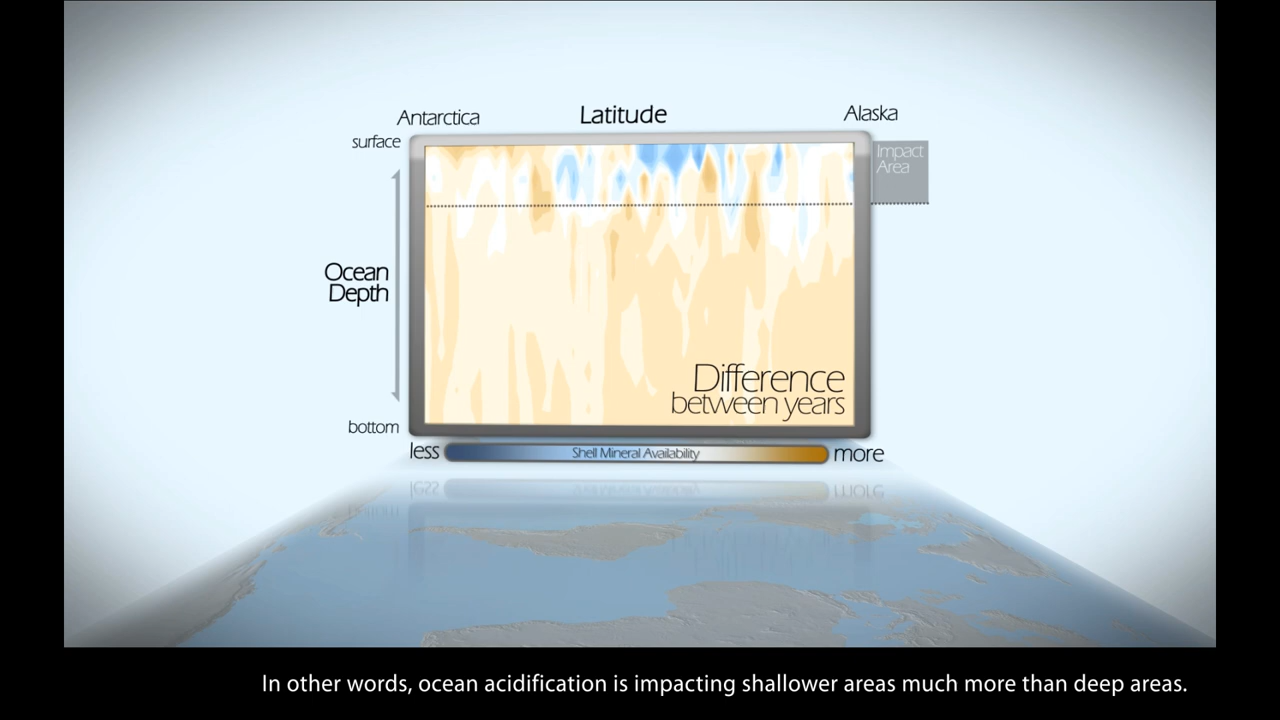 Antarctica Latitude Alaska
surface
Impact
Area
Ocean
Depth
Difference
between years
bottom
less Shell Mineral Availability more
In other words, ocean acidification is impacting shallower areas much more than deep areas.